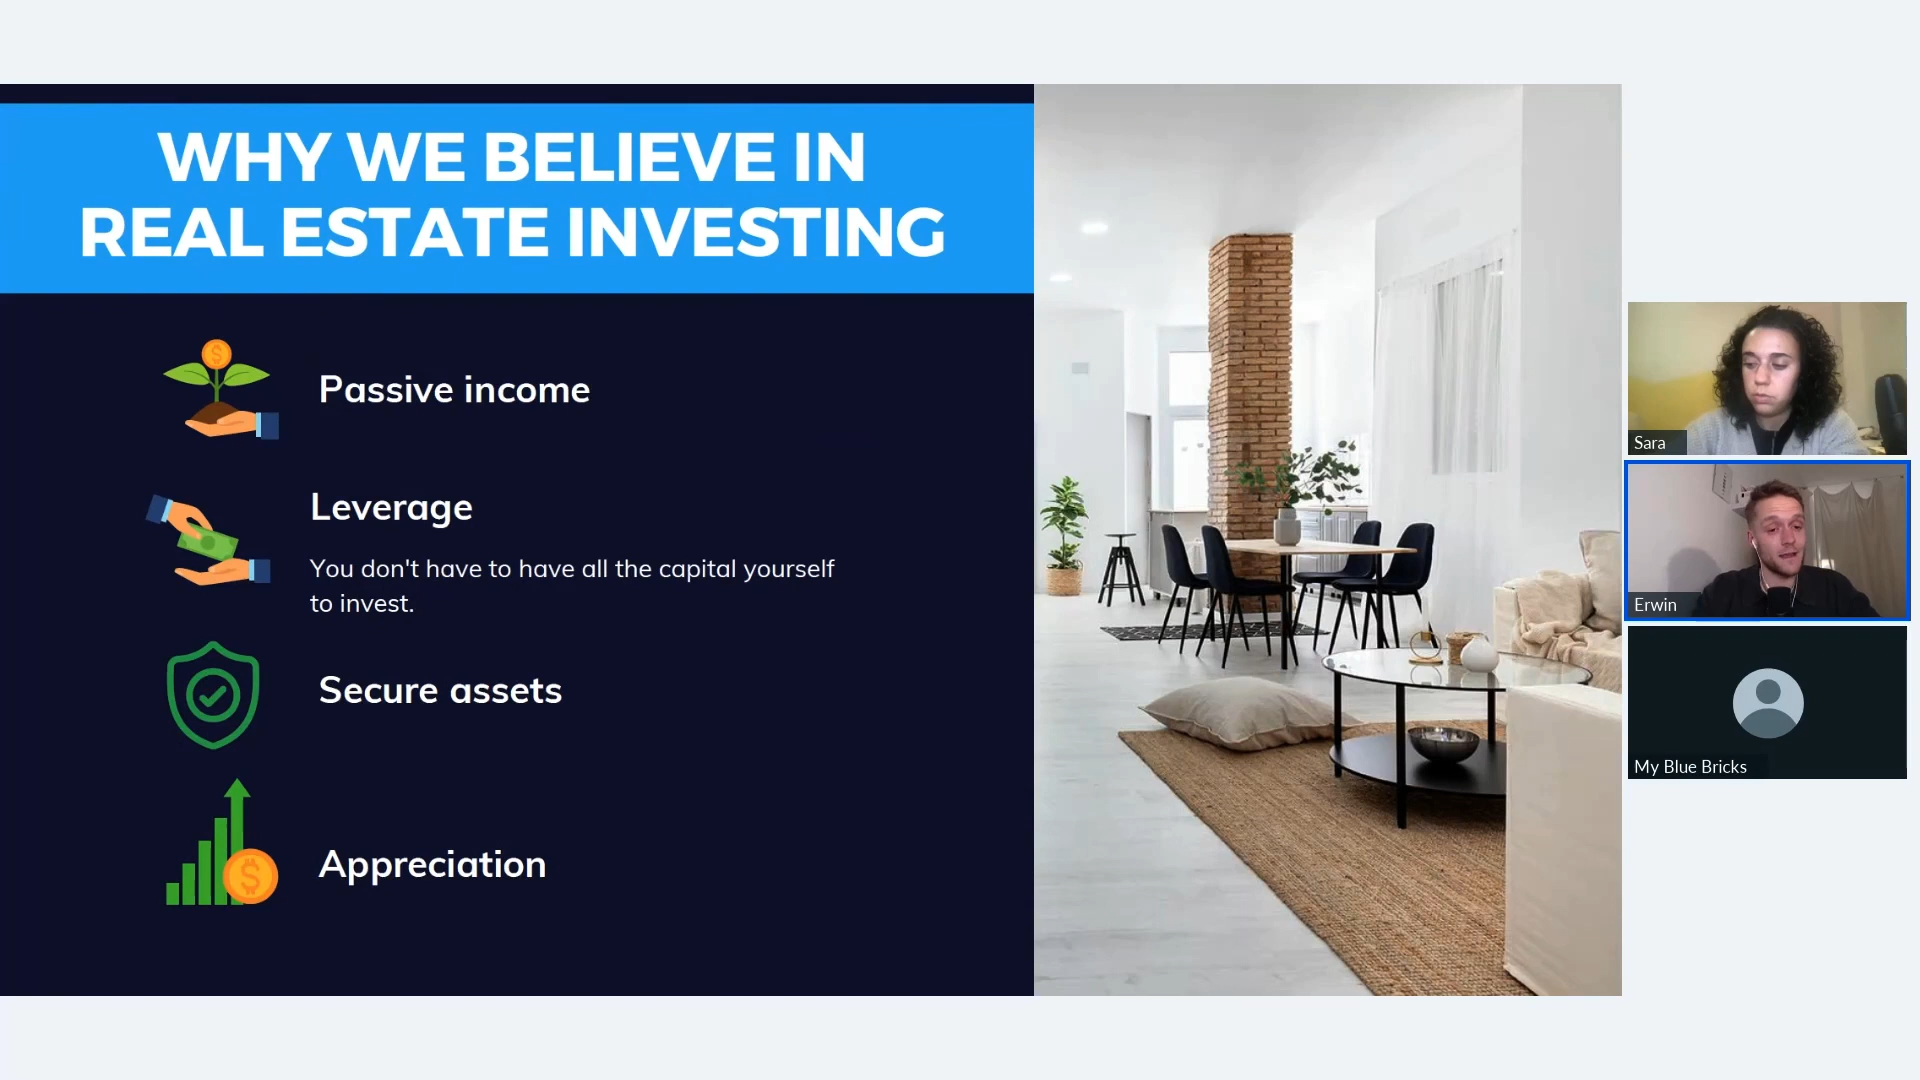 WHY WE BELIEVE IN
REAL ESTATE INVESTING
Passive income
Leverage
You don't have to have all the capital yourself
to invest.
Secure assets
Appreciation
Sara
Erwin
My Blue Bricks